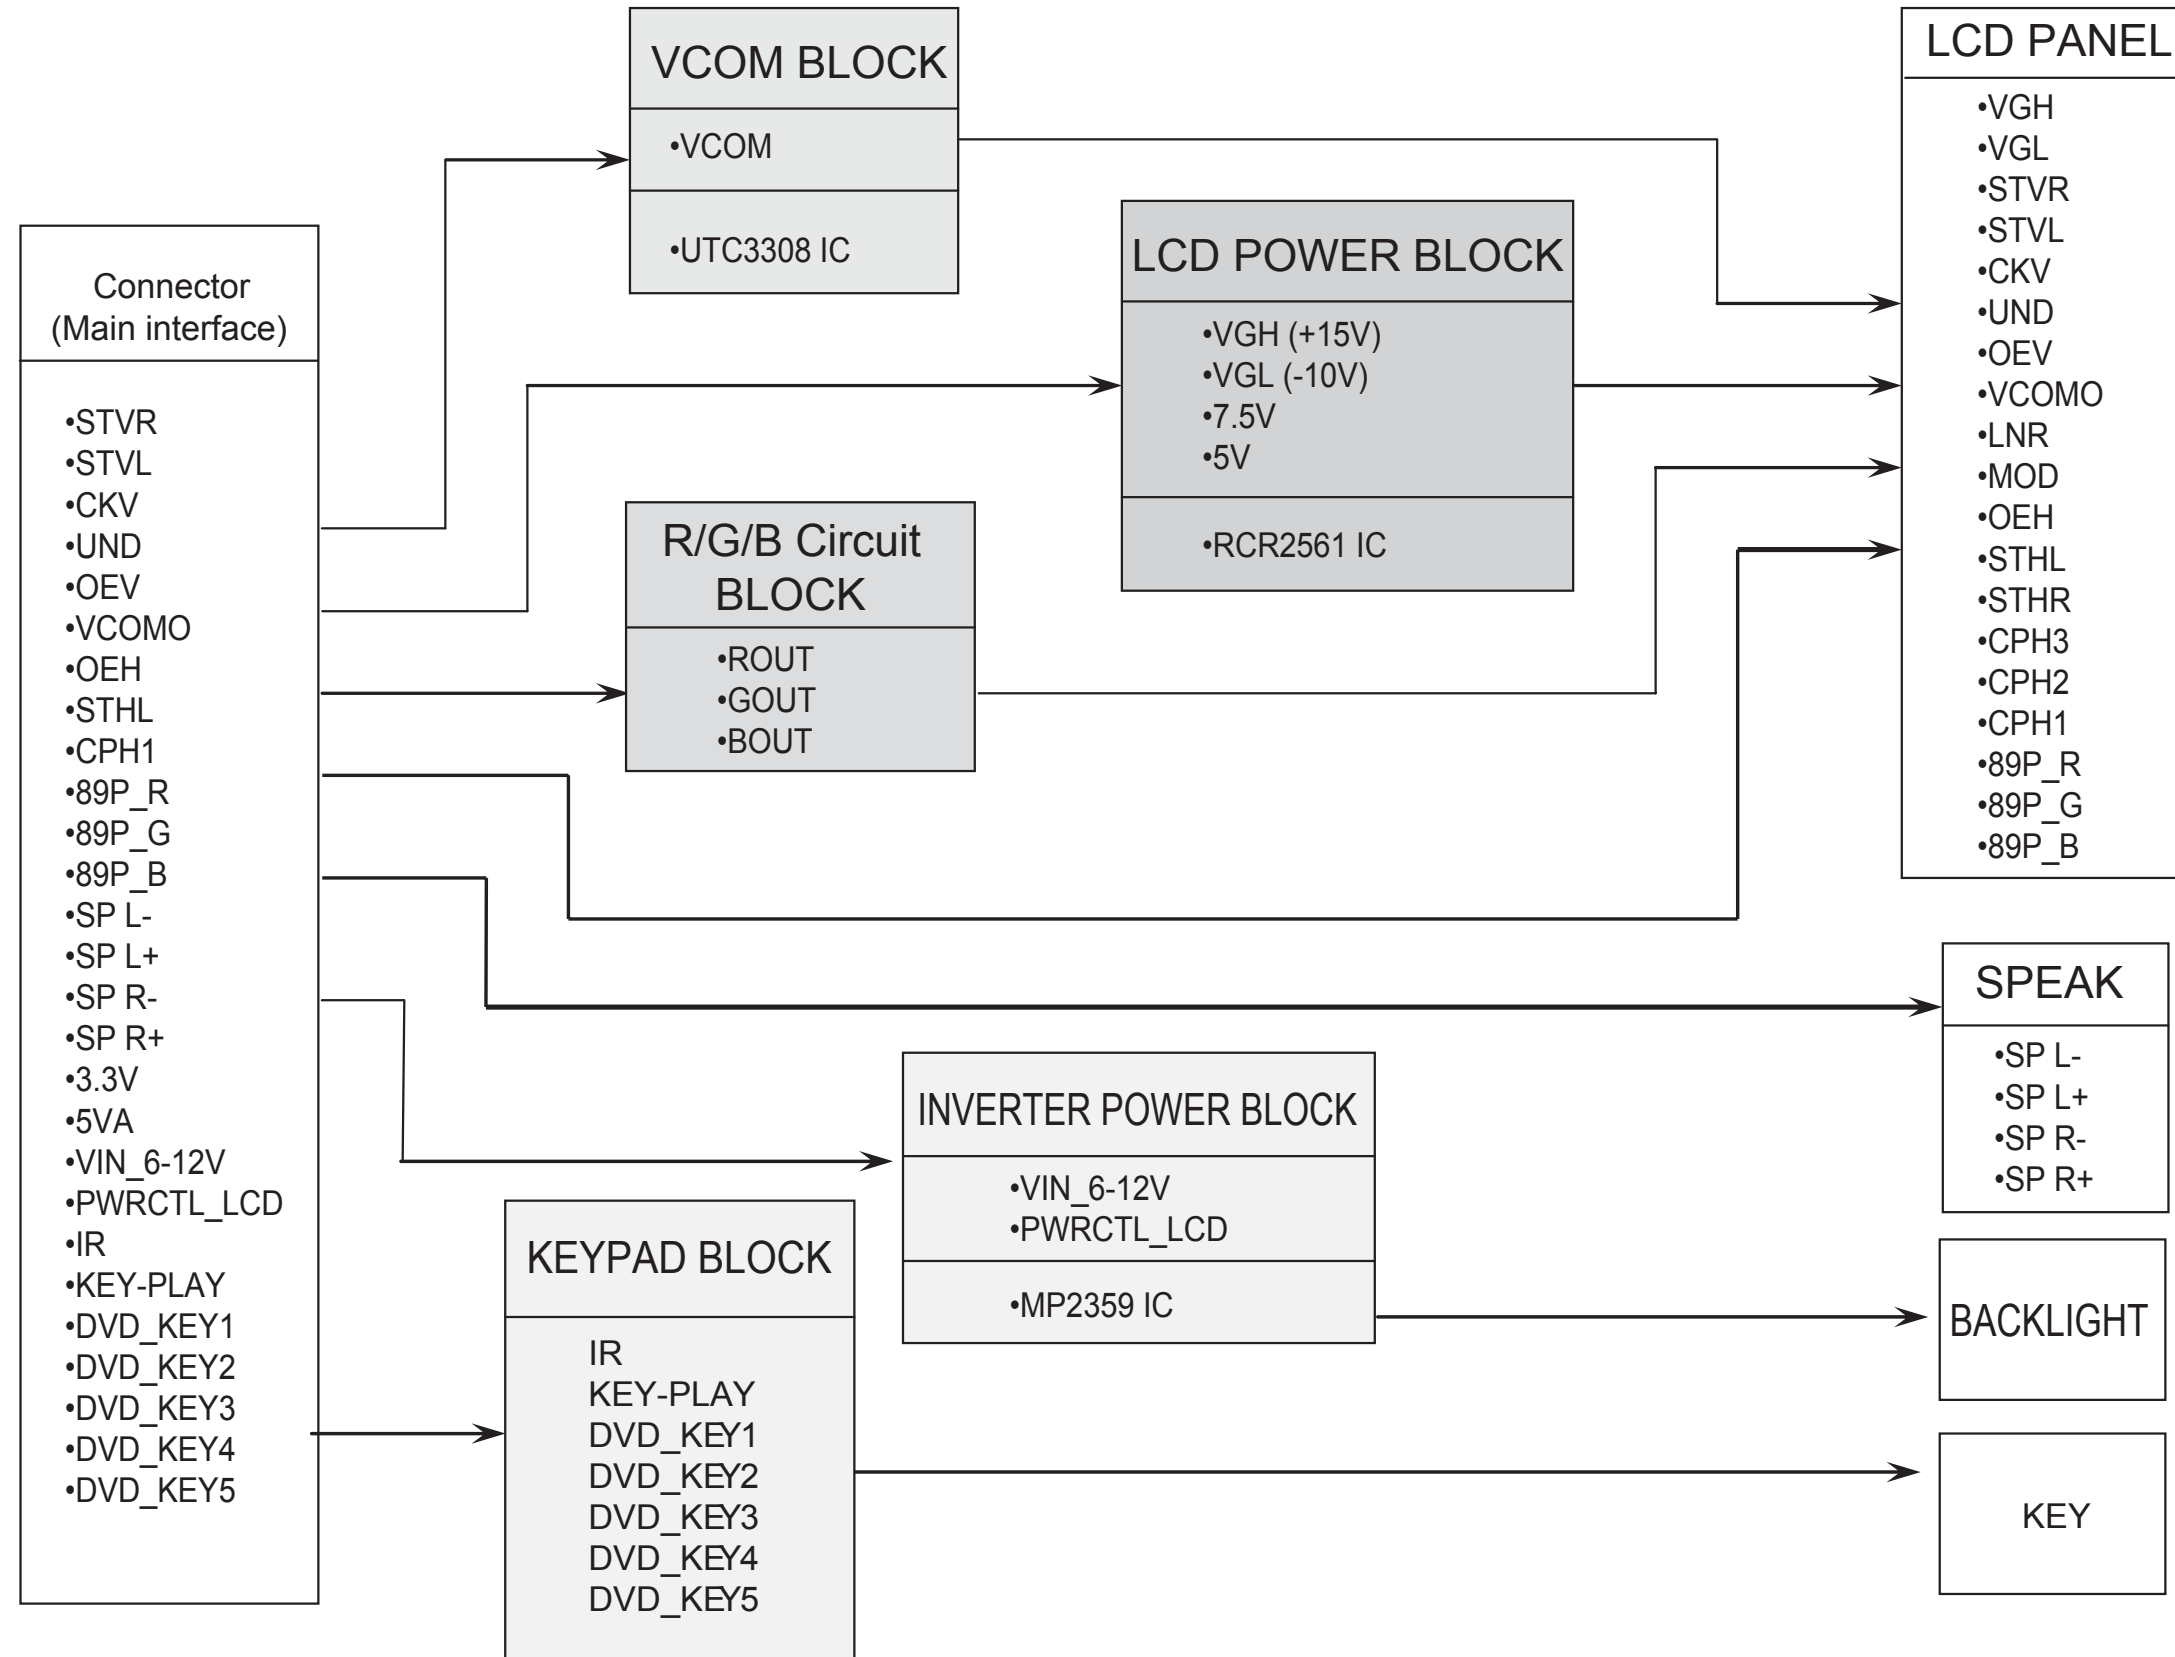 Connector
(Main interface)
•STVR
•STVL
•CKV
•UND
•OEV
•VCOMO
•OEH
•STHL
•CPH1
•89P_R
•89P_G
•89P_B
•SP L-
•SP L+
•SP R-
•SP R+
•3.3V
•5VA
•VIN_6-12V
•PWRCTL_LCD
•IR
•KEY-PLAY
•DVD_KEY1
•DVD_KEY2
•DVD_KEY3
•DVD_KEY4
•DVD_KEY5
VCOM BLOCK
•VCOM
•UTC3308 IC
LCD POWER BLOCK
•VGH (+15V)
•VGL (-10V)
•7.5V
•5V
•RCR2561 IC
R/G/B Circuit
BLOCK
•ROUT
•GOUT
•BOUT
INVERTER POWER BLOCK
•VIN_6-12V
•PWRCTL_LCD
•MP2359 IC
KEYPAD BLOCK
IR
KEY-PLAY
DVD_KEY1
DVD_KEY2
DVD_KEY3
DVD_KEY4
DVD_KEY5
LCD PANEL
•VGH
•VGL
•STVR
•STVL
•CKV
•UND
•OEV
•VCOMO
•LNR
•MOD
•OEH
•STHL
•STHR
•CPH3
•CPH2
•CPH1
•89P_R
•89P_G
•89P_B
SPEAK
•SP L-
•SP L+
•SP R-
•SP R+
BACKLIGHT
KEY